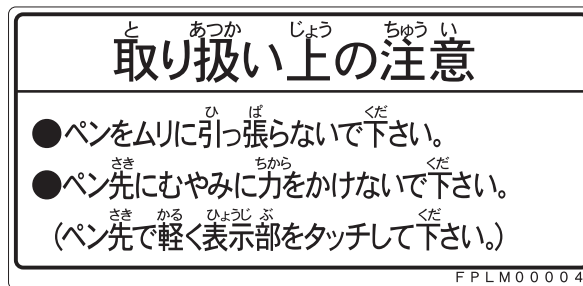 取り扱い上の注意
●ペンをムリに引っ張らないで下さい。
●ペン先にむやみに力をかけないで下さい。
(ペン先で軽く表示部をタッチして下さい。)
FPLM00004